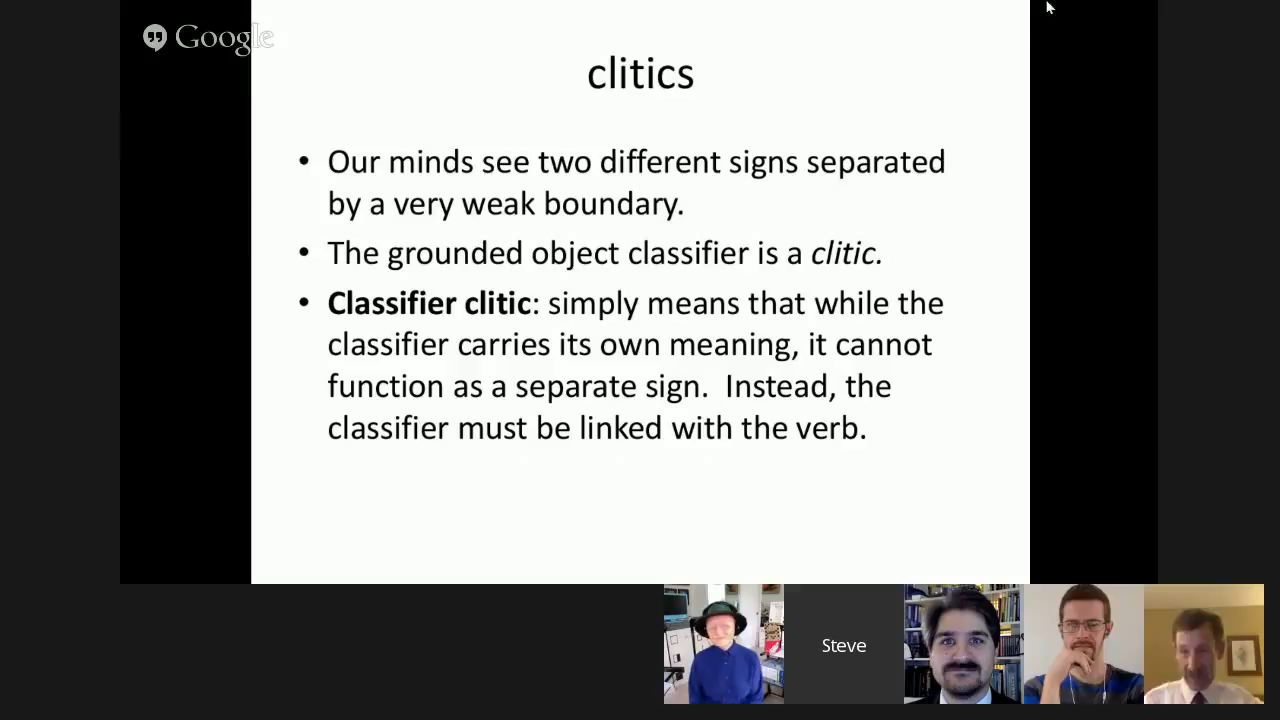 Google
clitics
• Our minds see two different signs separated
by a very weak boundary.
• The grounded object classifier is a clitic.
• Classifier clitic: simply means that while the
classifier carries its own meaning, it cannot
function as a separate sign.  Instead, the
classifier must be linked with the verb.
Steve